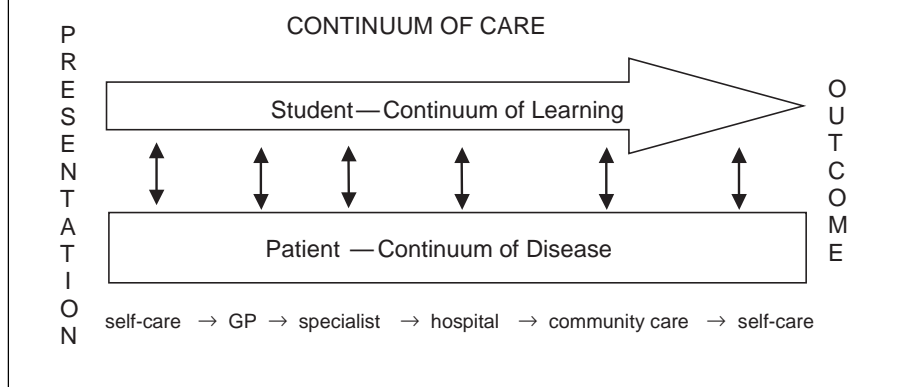 CONTINUUM OF CARE
PRESENTATION
Student—Continuum of Learning
OUTCOME
Patient —Continuum of Disease
self-care → GP → specialist → hospital → community care → self-care